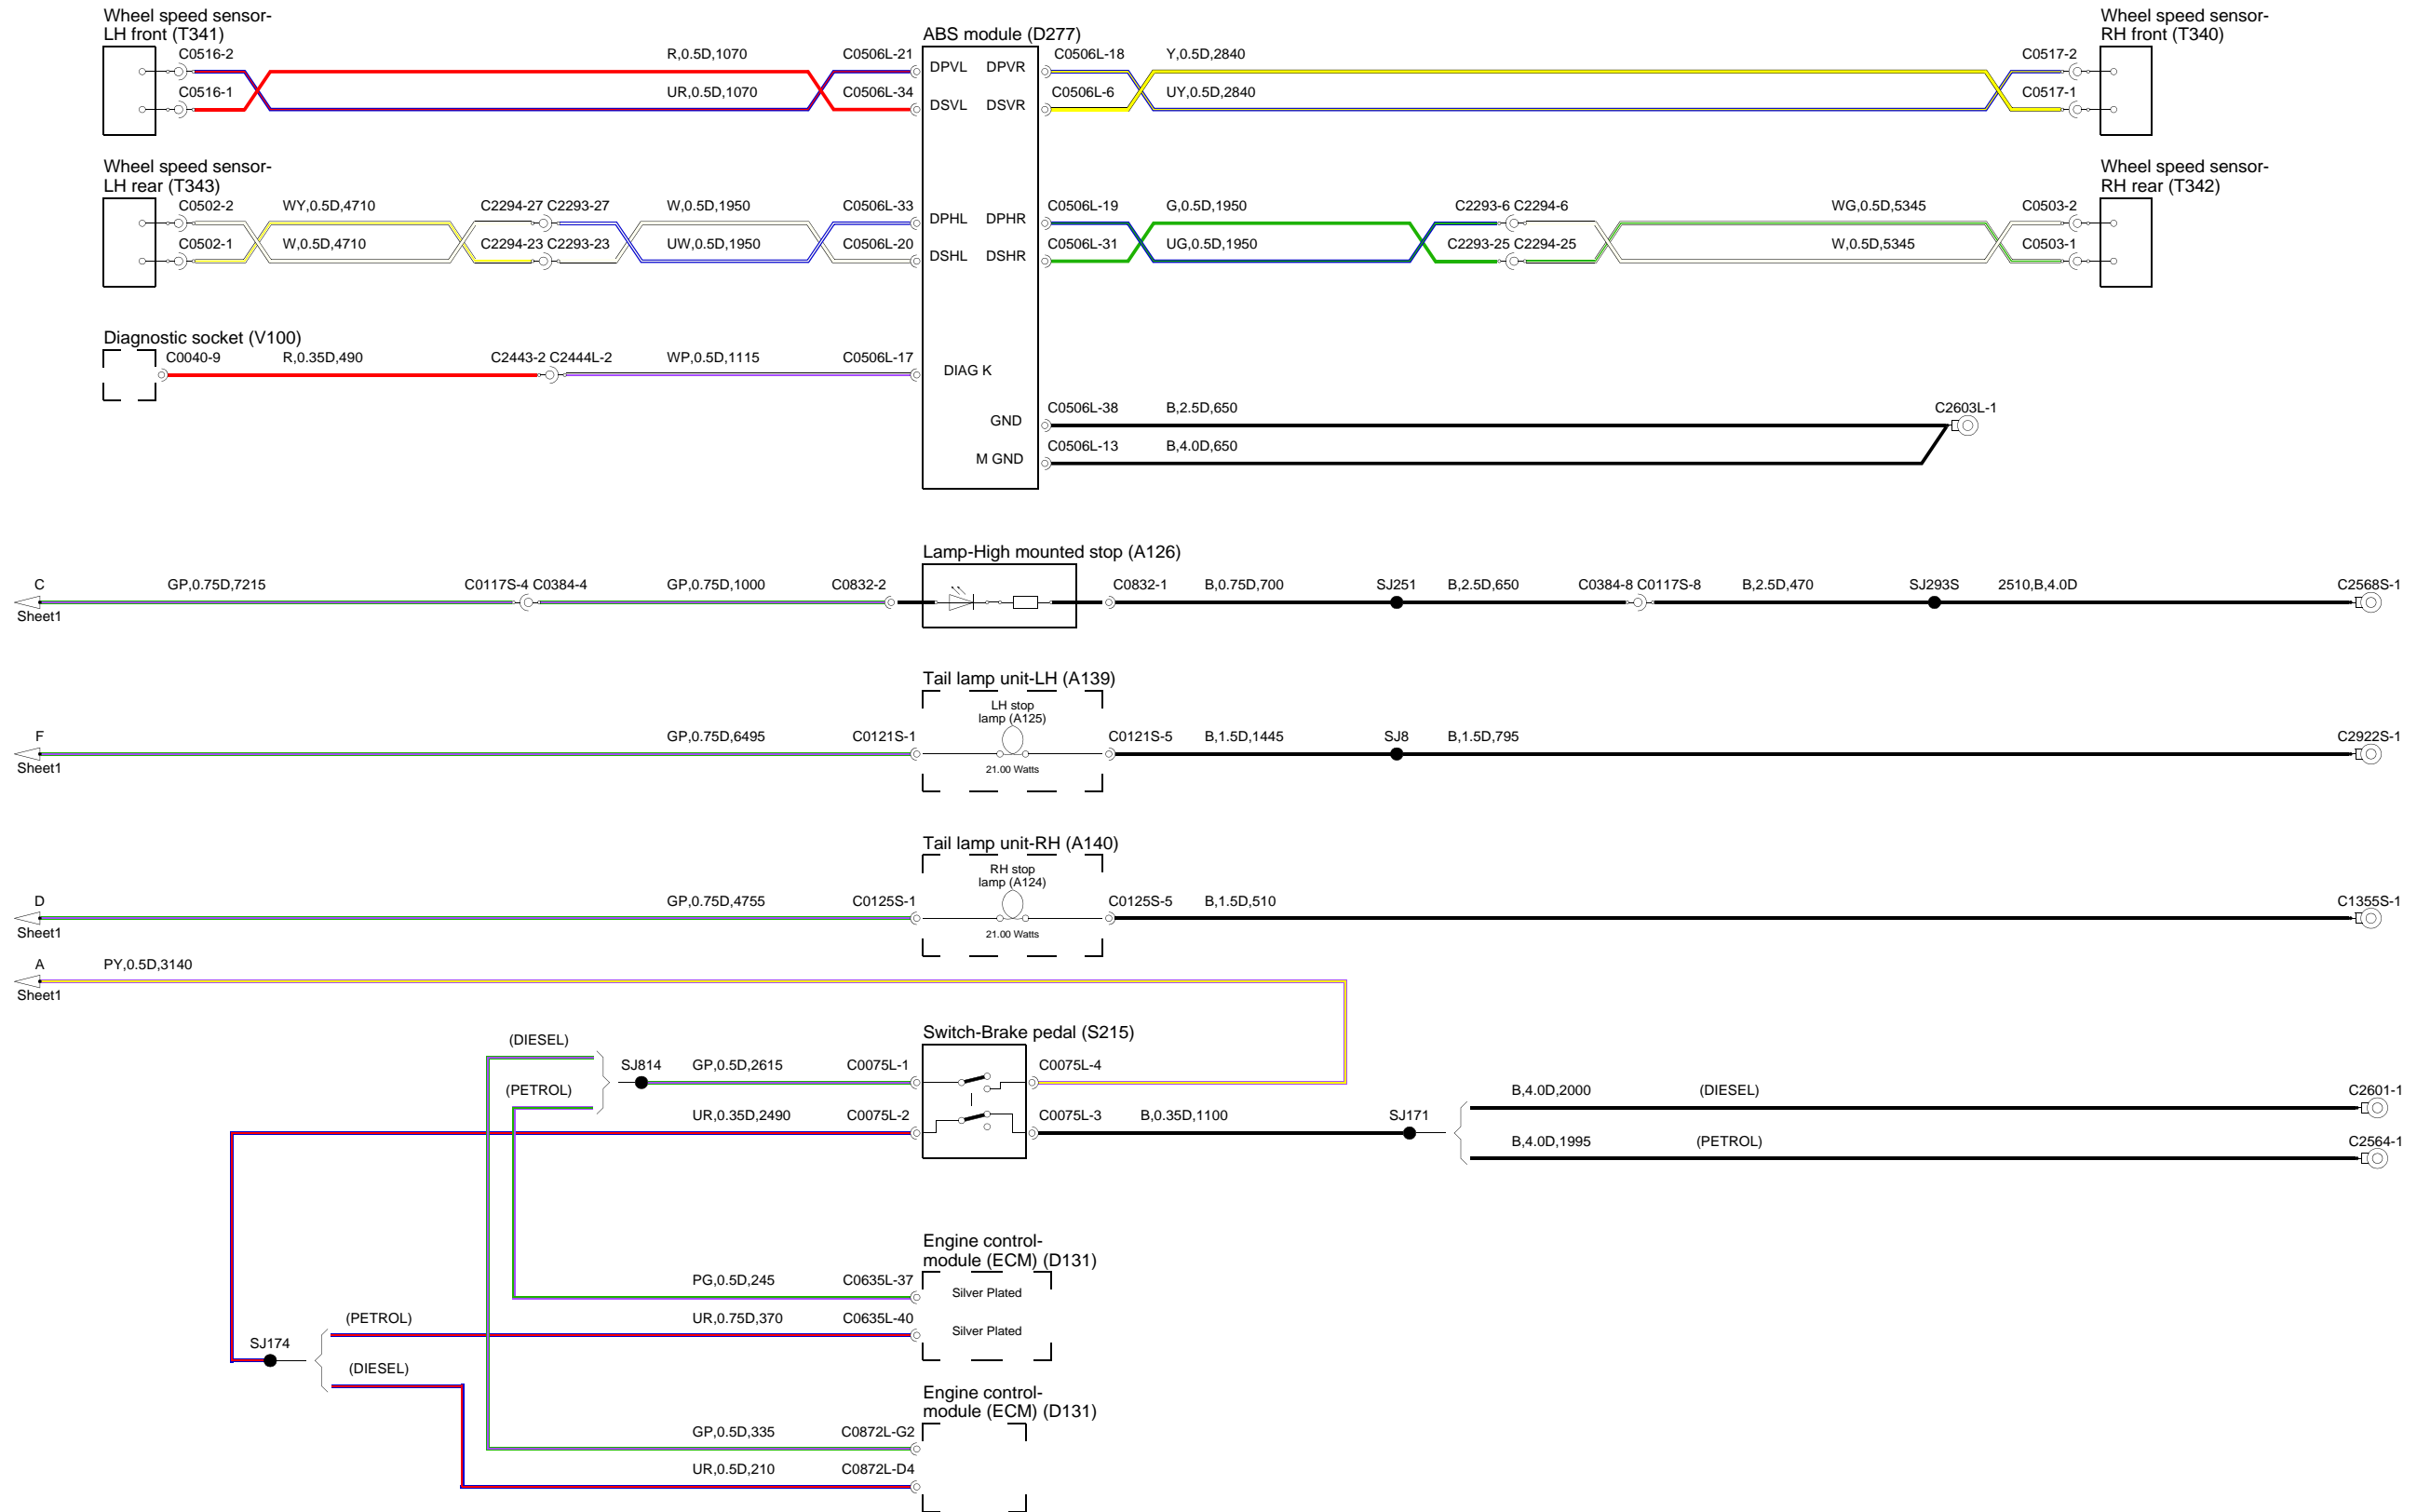 Wheel speed sensor-
LH front (T341)
C0516-2
R,0.5D,1070
C0506L-21
ABS module (D277)
C0506L-18
Y,0.5D,2840
C0517-2
Wheel speed sensor-
RH front (T340)
DPVL DPVR
C0516-1
UR,0.5D,1070
C0506L-34
C0506L-6
UY,0.5D,2840
C0517-1
DSVL DSVR
Wheel speed sensor-
LH rear (T343)
Wheel speed sensor-
RH rear (T342)
C0502-2
WY,0.5D,4710
C2294-27 C2293-27
W,0.5D,1950
C0506L-33
DPHL DPHR
C0506L-19
G,0.5D,1950
C2293-6 C2294-6
WG,0.5D,5345
C0503-2
C0502-1
W,0.5D,4710
C2294-23 C2293-23
UW,0.5D,1950
C0506L-20
DSHL DSHR
C0506L-31
UG,0.5D,1950
C2293-25 C2294-25
W,0.5D,5345
C0503-1
Diagnostic socket (V100)
C0040-9
R,0.35D,490
C2443-2 C2444L-2
WP,0.5D,1115
C0506L-17
DIAG K
GND
C0506L-38
B,2.5D,650
C2603L-1
M GND
C0506L-13
B,4.0D,650
Lamp-High mounted stop (A126)
C
Sheet1
GP,0.75D,7215
C0117S-4 C0384-4
GP,0.75D,1000
C0832-2
C0832-1
B,0.75D,700
SJ251
B,2.5D,650
C0384-8 C0117S-8
B,2.5D,470
SJ293S
2510,B,4.0D
C2568S-1
Tail lamp unit-LH (A139)
LH stop
lamp (A125)
21.00 Watts
F
Sheet1
GP,0.75D,6495
C0121S-1
C0121S-5
B,1.5D,1445
SJ8
B,1.5D,795
C2922S-1
Tail lamp unit-RH (A140)
RH stop
lamp (A124)
21.00 Watts
D
Sheet1
GP,0.75D,4755
C0125S-1
C0125S-5
B,1.5D,510
C1355S-1
A
Sheet1
PY,0.5D,3140
Switch-Brake pedal (S215)
(DIESEL)
(PETROL)
SJ814
GP,0.5D,2615
C0075L-1
C0075L-4
UR,0.35D,2490
C0075L-2
C0075L-3
B,0.35D,1100
SJ171
B,4.0D,2000
(DIESEL)
C2601-1
B,4.0D,1995
(PETROL)
C2564-1
Engine control-
module (ECM) (D131)
PG,0.5D,245
C0635L-37
Silver Plated
(PETROL)
UR,0.75D,370
C0635L-40
Silver Plated
SJ174
(DIESEL)
Engine control-
module (ECM) (D131)
GP,0.5D,335
C0872L-G2
UR,0.5D,210
C0872L-D4